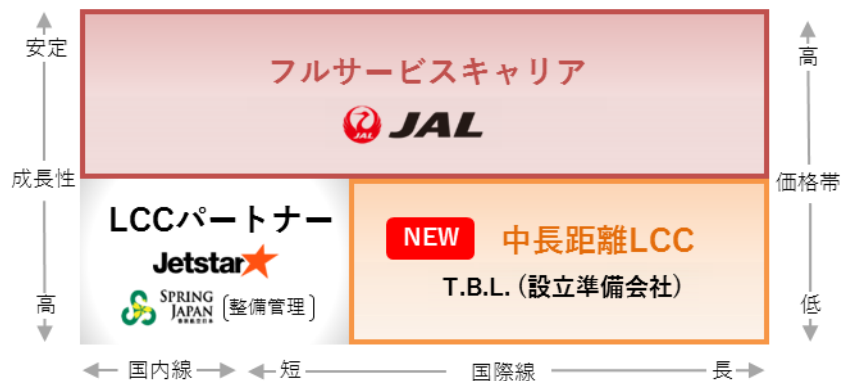 安定
高
フルサービスキャリア
JAL
JAL
成長性
価格帯
LCCパートナー
Jetstar
SPRING
JAPAN
〔整備管理〕
NEW 中長距離LCC
T.B.L.（設立準備会社）
高
低
国内線
短
国際線
長